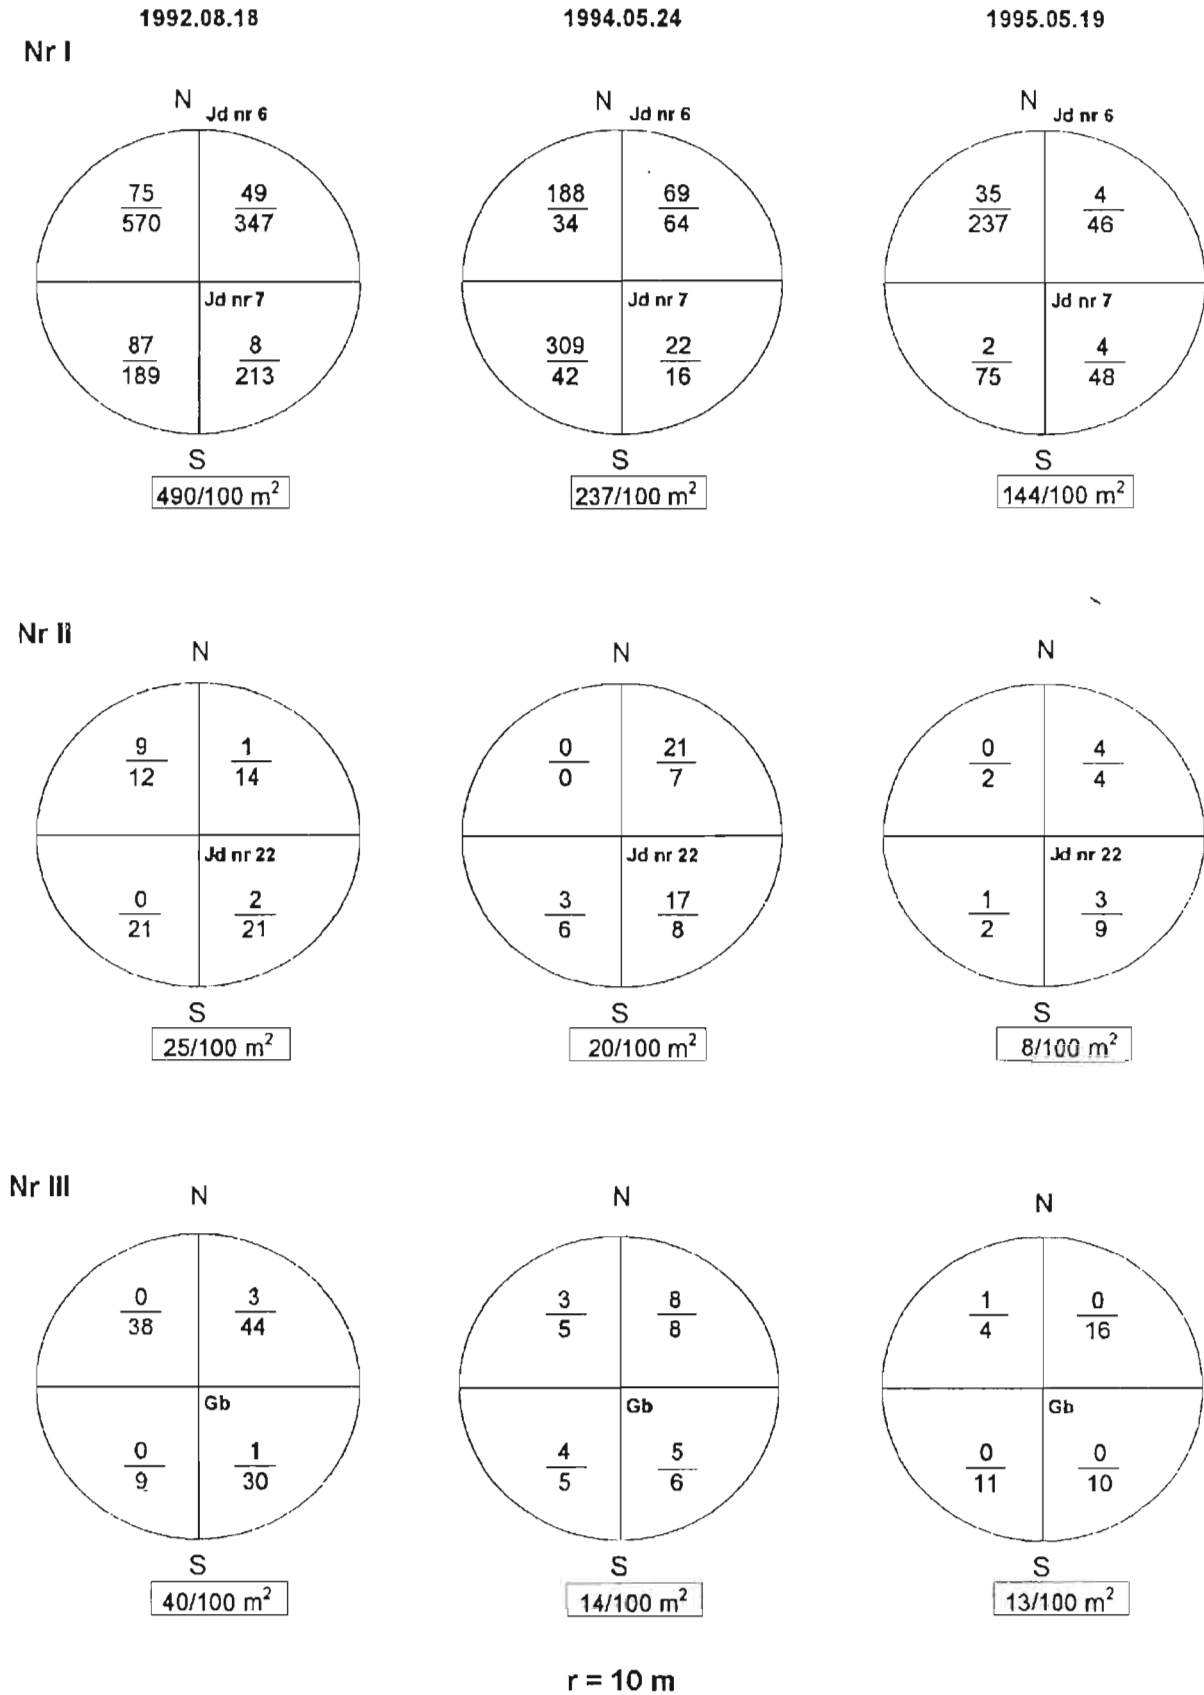 1992.08.18 1994.05.24 1995.05.19
Nr I
N Jd nr 6 N Jd nr 6 N Jd nr 6
75 49 188 69 35 4
570 347 34 64 237 46
Jd nr 7 Jd nr 7 Jd nr 7
87 8 309 22 2 4
189 213 42 16 75 48
S S S
490/100 m² 237/100 m² 144/100 m²
Nr II
N N N
9 1 0 21 0 4
12 14 0 7 2 4
Jd nr 22 Jd nr 22 Jd nr 22
0 2 3 17 1 3
21 21 6 8 2 9
S S S
25/100 m² 20/100 m² 8/100 m²
Nr III
N N N
0 3 3 8 1 0
38 44 5 8 4 16
Gb Gb Gb
0 1 4 5 0 0
9 30 5 6 11 10
S S S
40/100 m² 14/100 m² 13/100 m²
r = 10 m